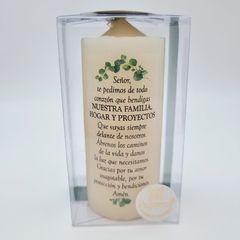 Señor,
te pedimos de todo
corazón que bendigas
NUESTRA FAMILIA,
HOGAR Y PROYECTOS
Que vayas siempre
delante de nosotros.
Ábrenos los caminos
de la vida y danos
la luz que necesitamos.
Gracias por tu amor
inagotable, por tu
protección y bendiciones
Amén.